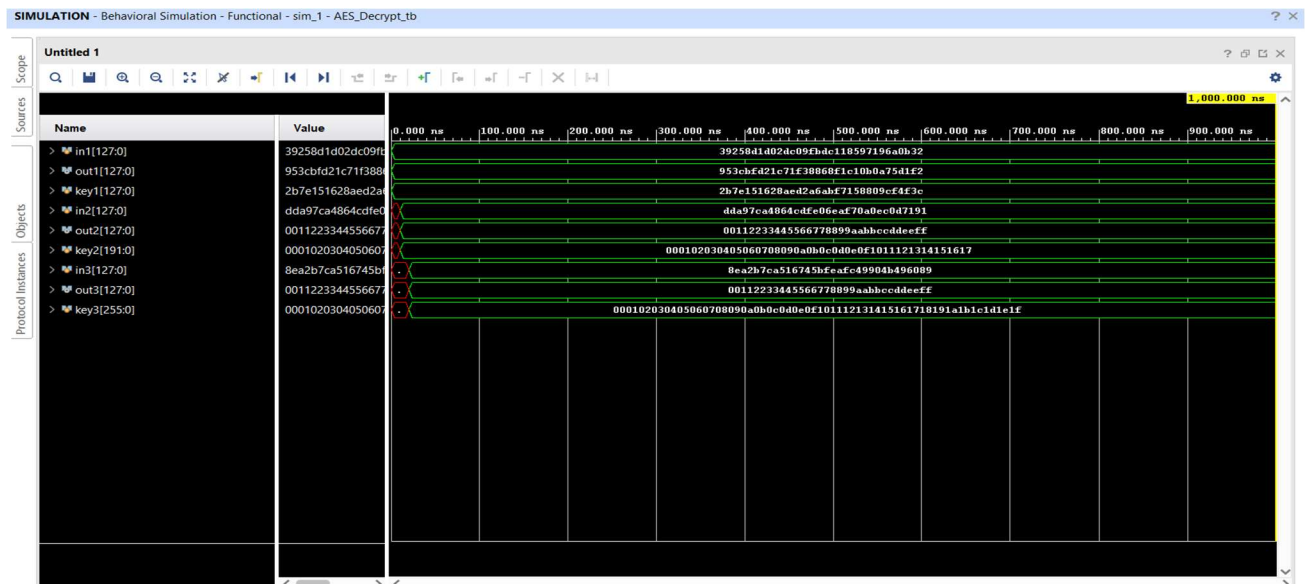 SIMULATION - Behavioral Simulation - Functional - sim_1 - AES_Decrypt_tb
Untitled 1
Scope
Sources
Objects
Protocol Instances
1,000.000 ns
Name Value 0.000 ns 100.000 ns 200.000 ns 300.000 ns 400.000 ns 500.000 ns 600.000 ns 700.000 ns 800.000 ns 900.000 ns
in1[127:0] 39258d1d02dc09fb 39258d1d02dc09fbdc118597196a0b32
out1[127:0] 953cbfd21c71f388 953cbfd21c71f38868f1c10b0a75d1f2
key1[127:0] 2b7e151628aed2a 2b7e151628aed2a6abf7158809cf4f3c
in2[127:0] dda97ca4864cdfe0 dda97ca4864cdfe06eaf70a0ec0d7191
out2[127:0] 0011223344556677 00112233445566778899aabbccddeeff
key2[191:0] 0001020304050607 000102030405060708090a0b0c0d0e0f1011121314151617
in3[127:0] 8ea2b7ca516745bf 8ea2b7ca516745bfeafc49904b496089
out3[127:0] 0011223344556677 00112233445566778899aabbccddeeff
key3[255:0] 0001020304050607 000102030405060708090a0b0c0d0e0f101112131415161718191a1b1c1d1e1f